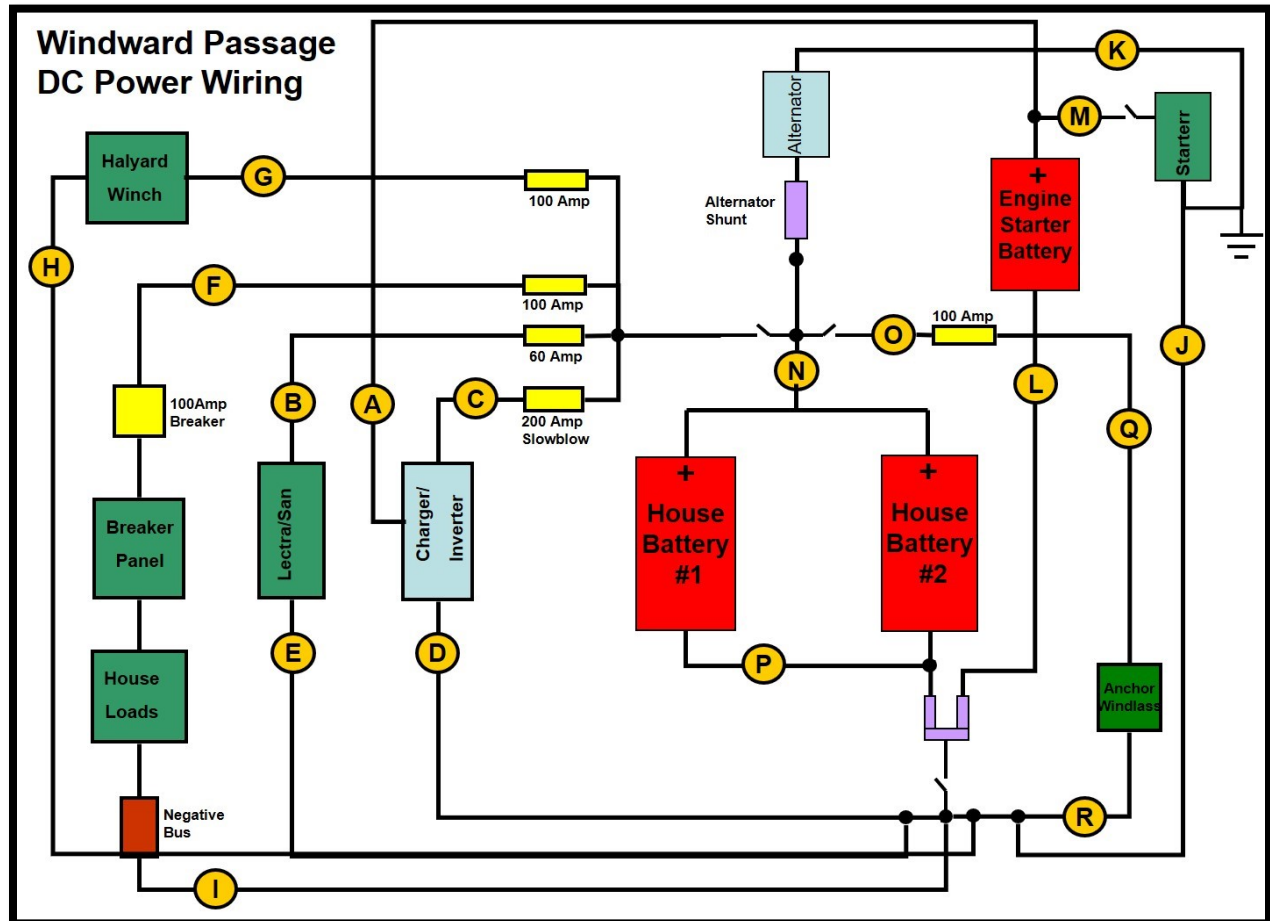 Windward Passage
DC Power Wiring
K
Alternator
M
Starterr
Halyard
Winch
G
100 Amp
Alternator
Shunt
+
Engine
Starter
Battery
H
F
100 Amp
60 Amp
O
100 Amp
N
J
L
100Amp
Breaker
B
A
C
200 Amp
Slowblow
Q
Breaker
Panel
Lectra/San
Charger/
Inverter
+
House
Battery
#1
+
House
Battery
#2
House
Loads
E
D
P
Anchor
Windlass
Negative
Bus
R
I